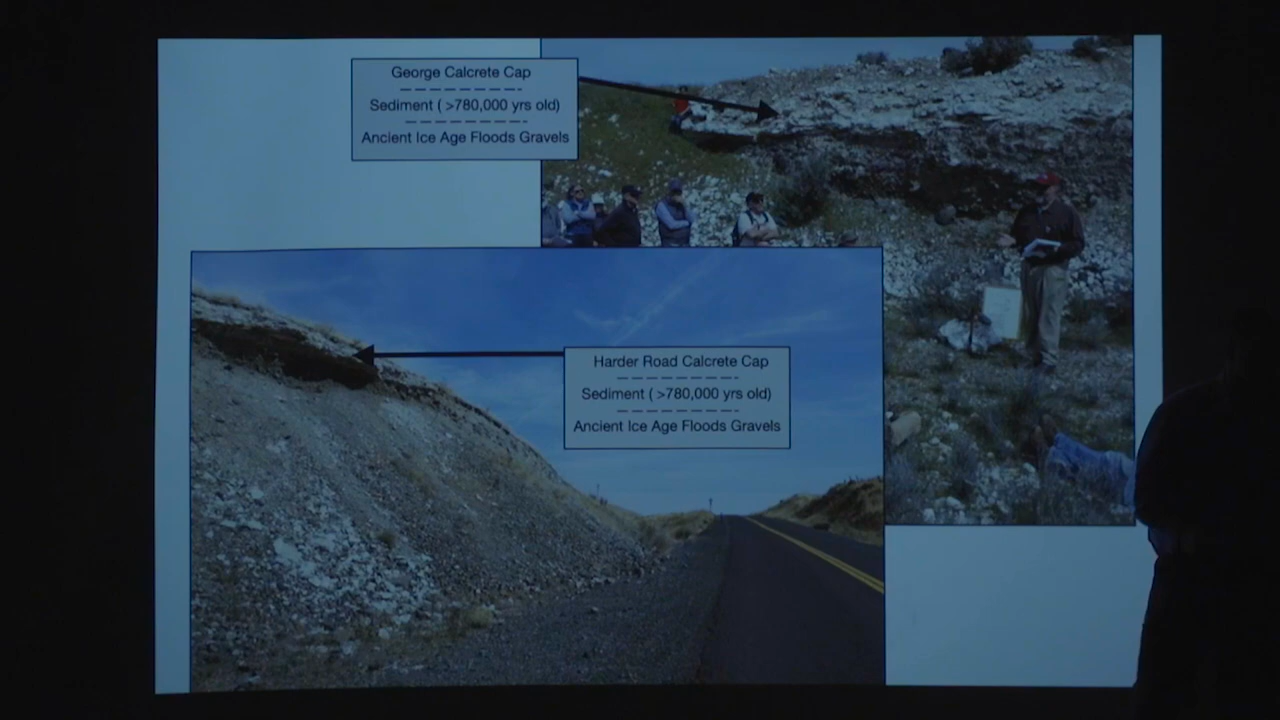 George Calcrete Cap
Sediment ( >780,000 yrs old)
Ancient Ice Age Floods Gravels
Harder Road Calcrete Cap
Sediment ( >780,000 yrs old)
Ancient Ice Age Floods Gravels